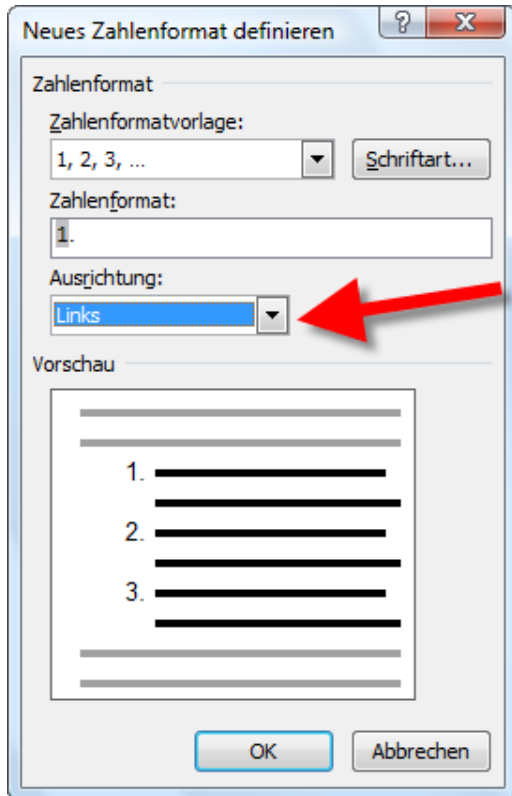 Neues Zahlenformat definieren ? X
Zahlenformat
Zahlenformatvorlage:
1, 2, 3, ... Schriftart...
Zahlenformat:
1.
Ausrichtung:
Links
Vorschau
1.
2.
3.
OK Abbrechen